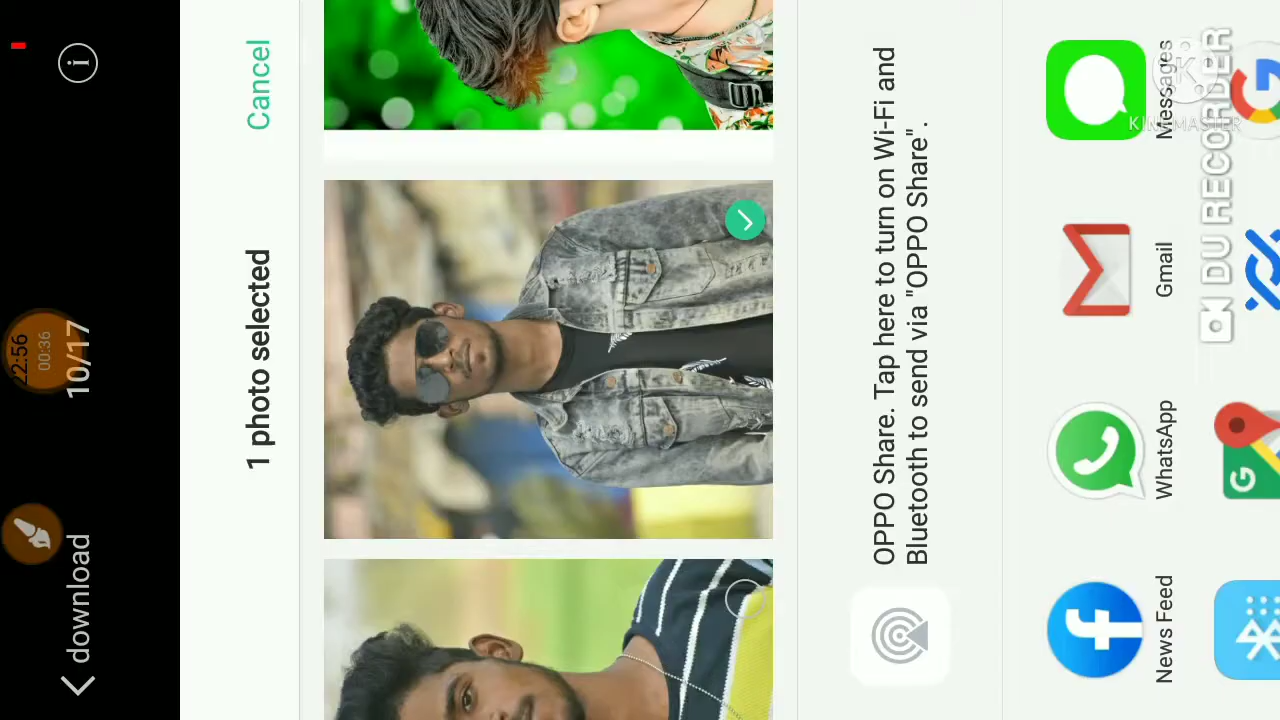 download
10/17
22:56
00:36
1 photo selected
Cancel
OPPO Share. Tap here to turn on Wi-Fi and
Bluetooth to send via "OPPO Share".
News Feed
WhatsApp
Gmail
Messages
KINEMASTER
DU RECORDER